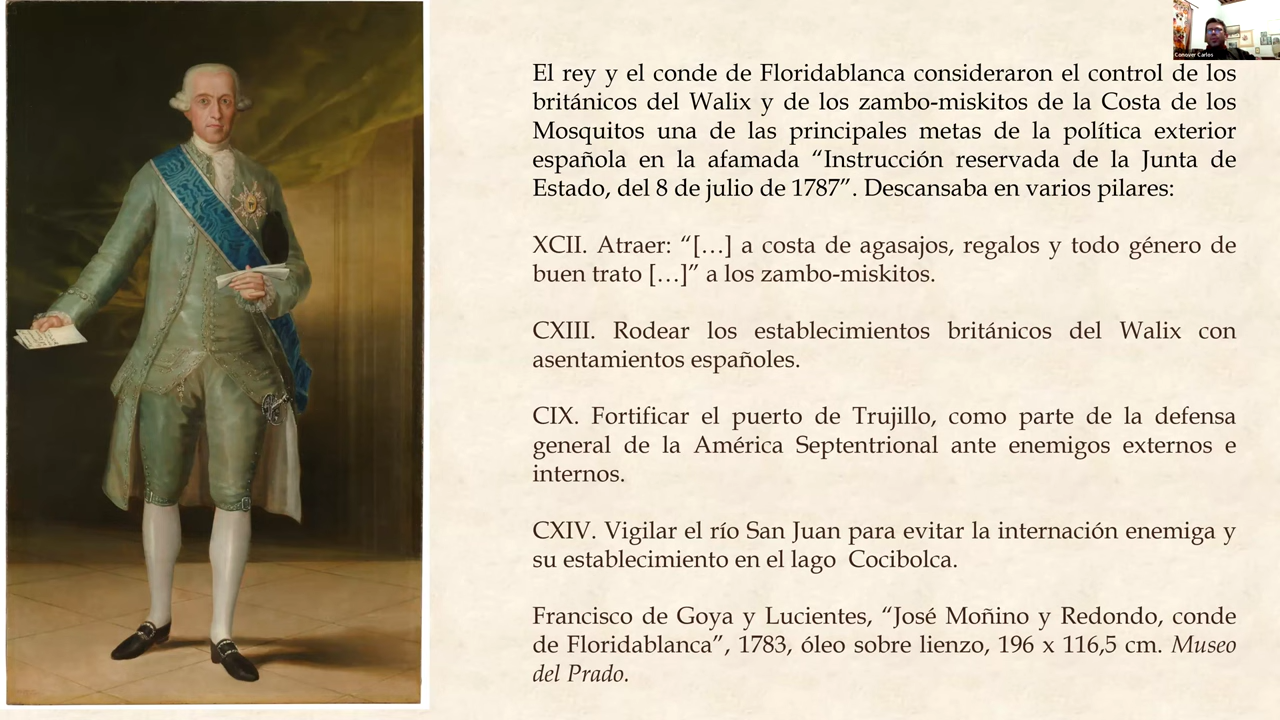 Conover Carlos
El rey y el conde de Floridablanca consideraron el control de los
británicos del Walix y de los zambo-miskitos de la Costa de los
Mosquitos una de las principales metas de la política exterior
española en la afamada “Instrucción reservada de la Junta de
Estado, del 8 de julio de 1787”. Descansaba en varios pilares:
XCII. Atraer: “[…] a costa de agasajos, regalos y todo género de
buen trato […]” a los zambo-miskitos.
CXIII. Rodear los establecimientos británicos del Walix con
asentamientos españoles.
CIX. Fortificar el puerto de Trujillo, como parte de la defensa
general de la América Septentrional ante enemigos externos e
internos.
CXIV. Vigilar el río San Juan para evitar la internación enemiga y
su establecimiento en el lago  Cocibolca.
Francisco de Goya y Lucientes, “José Moñino y Redondo, conde
de Floridablanca”, 1783, óleo sobre lienzo, 196 x 116,5 cm. Museo
del Prado.